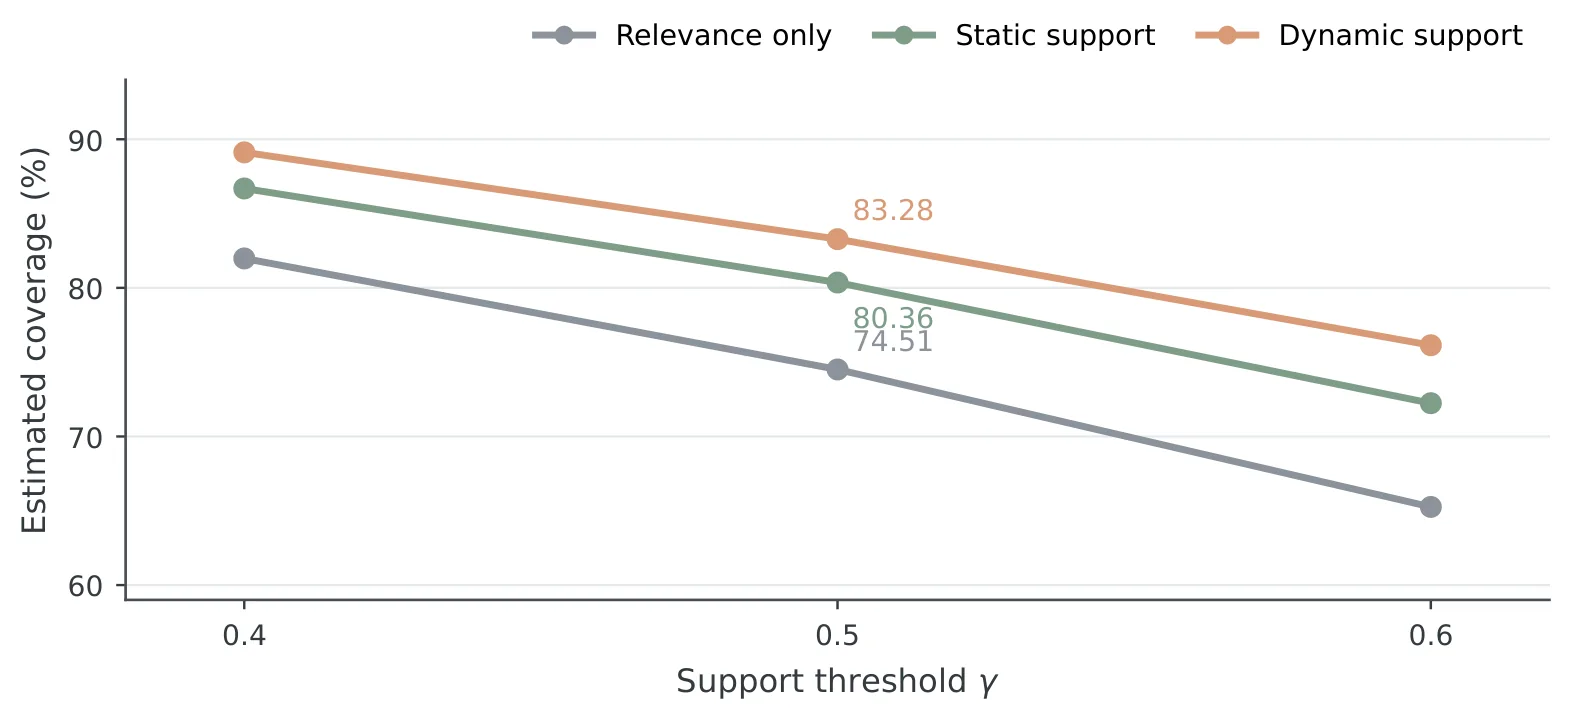 Relevance only
Static support
Dynamic support
Estimated coverage (%)
90
80
70
60
83.28
80.36
74.51
0.4
0.5
0.6
Support threshold γ